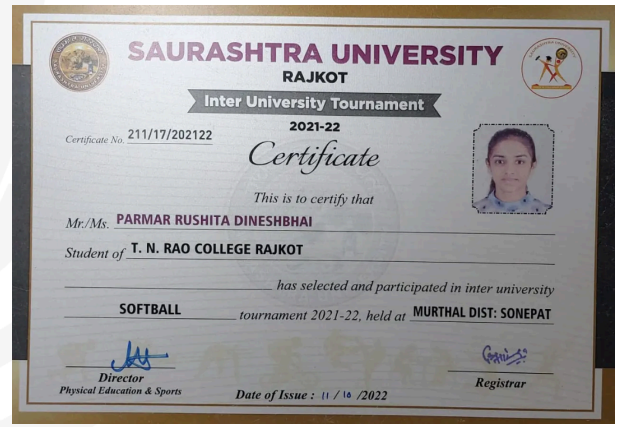 SAURASHTRA UNIVERSITY
RAJKOT
Inter University Tournament
2021-22
Certificate No. 211/17/202122
Certificate
This is to certify that
Mr./Ms. PARMAR RUSHITA DINESHBHAI
Student of T. N. RAO COLLEGE RAJKOT
has selected and participated in inter university
SOFTBALL tournament 2021-22, held at MURTHAL DIST: SONEPAT
Director
Physical Education & Sports
Date of Issue : 11 / 10 /2022
Registrar